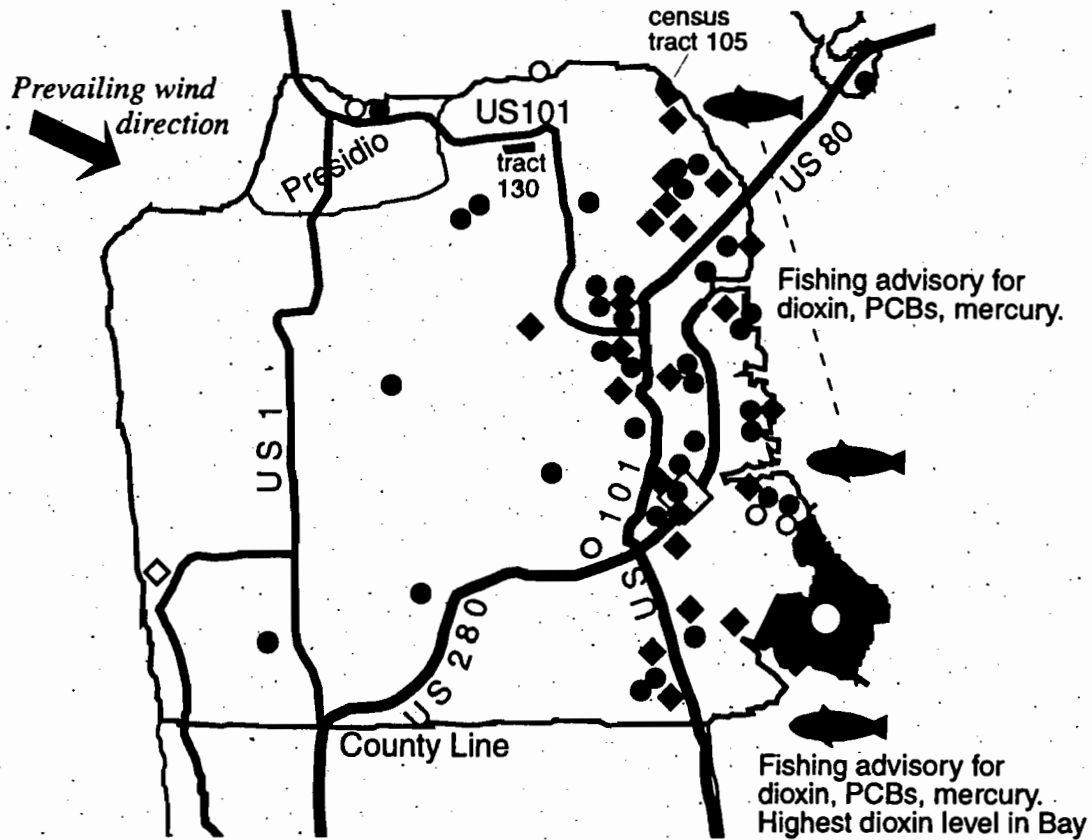 census
tract 105
Prevailing wind
direction
US101
Presidio
tract
130
US 80
Fishing advisory for
dioxin, PCBs, mercury.
US 1
US 101
US 280
County Line
Fishing advisory for
dioxin, PCBs, mercury.
Highest dioxin level in Bay